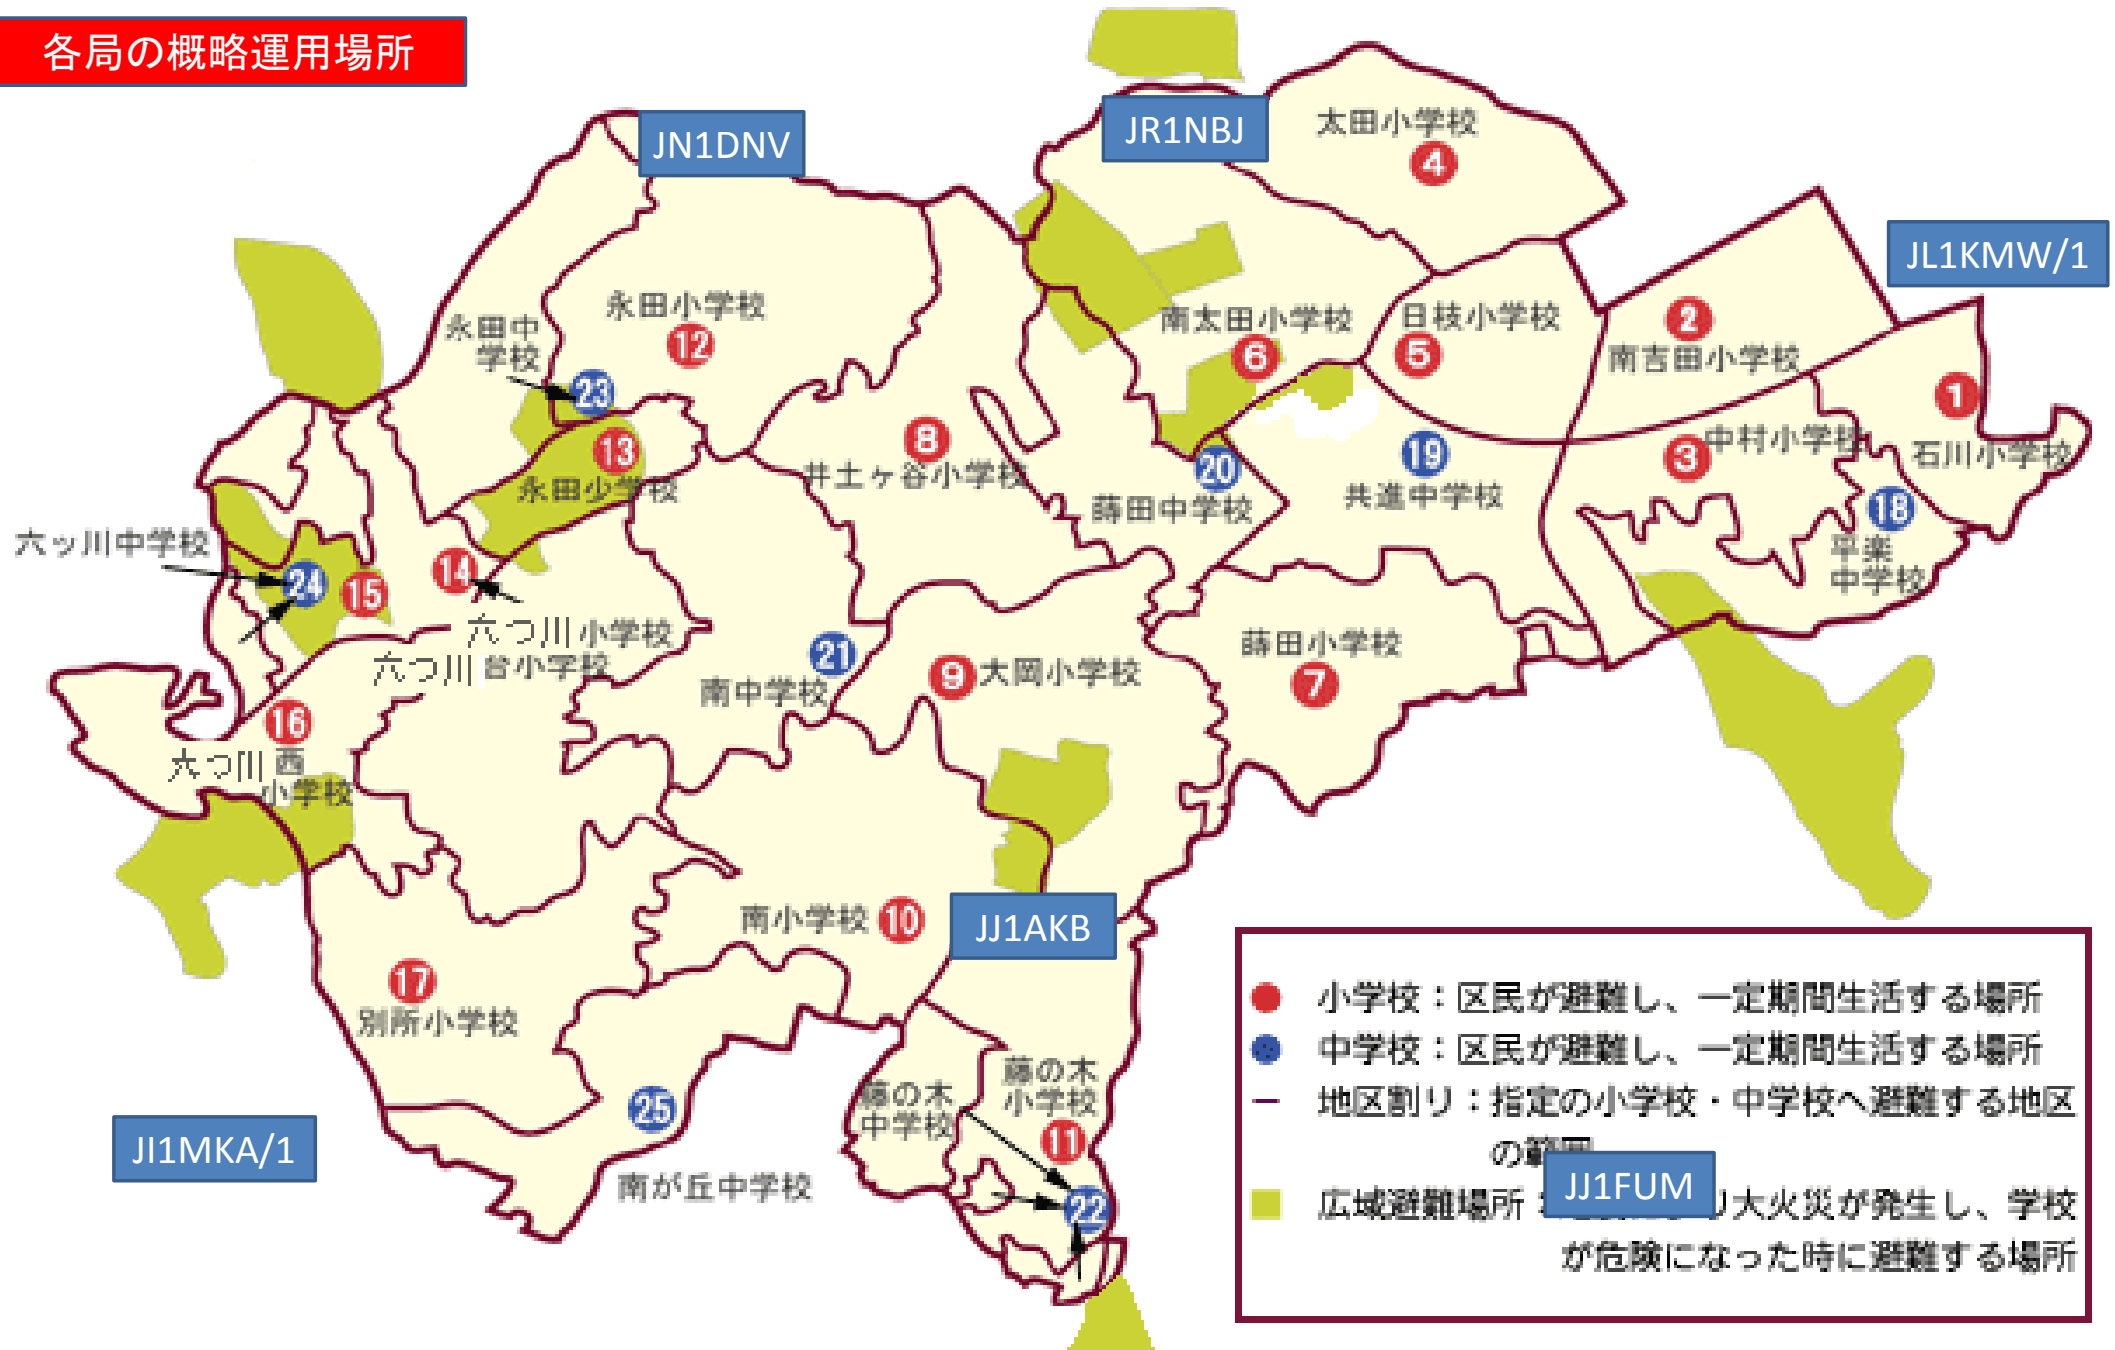 各局の概略運用場所
JN1DNV
JR1NBJ
太田小学校
4
JL1KMW/1
永田小学校
12
永田中
学校
23
南太田小学校
6
日枝小学校
5
2
南吉田小学校
1
石川小学校
13
永田少学校
8
井土ヶ谷小学校
20
蒔田中学校
19
共進中学校
3
中村小学校
18
平楽
中学校
六ッ川中学校
24
15
14
六つ川小学校
六つ川台小学校
21
南中学校
9
大岡小学校
蒔田小学校
7
16
六つ川西
小学校
南小学校
10
JJ1AKB
17
別所小学校
25
南が丘中学校
藤の木
中学校
藤の木
小学校
11
22
JI1MKA/1
小学校：区民が避難し、一定期間生活する場所
中学校：区民が避難し、一定期間生活する場所
地区割り：指定の小学校・中学校へ避難する地区
の範囲
JJ1FUM
広域避難場所：り大火災が発生し、学校
が危険になった時に避難する場所